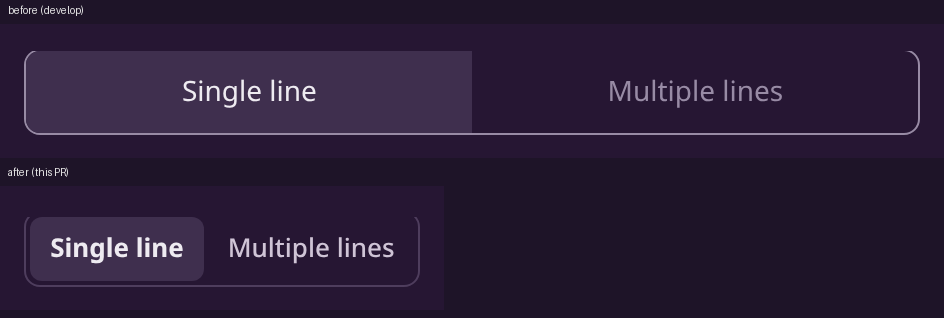 before (develop)
Single line Multiple lines
after (this PR)
Single line Multiple lines